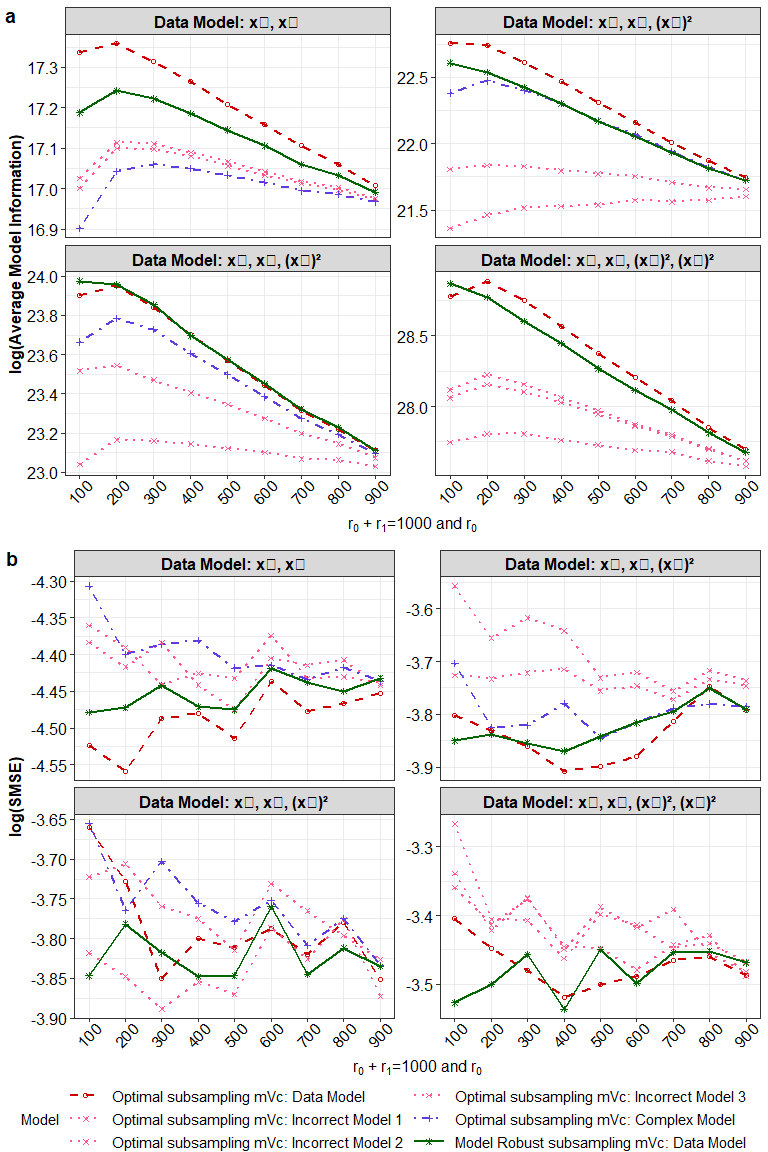 a
Data Model: x▯, x▯
Data Model: x▯, x▯, (x▯)²
log(Average Model Information)
17.3
17.2
17.1
17.0
16.9
22.5
22.0
21.5
Data Model: x▯, x▯, (x▯)²
Data Model: x▯, x▯, (x▯)², (x▯)²
24.0
23.8
23.6
23.4
23.2
23.0
28.5
28.0
100 200 300 400 500 600 700 800 900
100 200 300 400 500 600 700 800 900
r₀ + r₁=1000 and r₀
b
Data Model: x▯, x▯
Data Model: x▯, x▯, (x▯)²
log(SMSE)
-4.30
-4.35
-4.40
-4.45
-4.50
-4.55
-3.6
-3.7
-3.8
-3.9
Data Model: x▯, x▯, (x▯)²
Data Model: x▯, x▯, (x▯)², (x▯)²
-3.65
-3.70
-3.75
-3.80
-3.85
-3.90
-3.3
-3.4
-3.5
100 200 300 400 500 600 700 800 900
100 200 300 400 500 600 700 800 900
r₀ + r₁=1000 and r₀
Model
Optimal subsampling mVc: Data Model
Optimal subsampling mVc: Incorrect Model 1
Optimal subsampling mVc: Incorrect Model 2
Optimal subsampling mVc: Incorrect Model 3
Optimal subsampling mVc: Complex Model
Model Robust subsampling mVc: Data Model